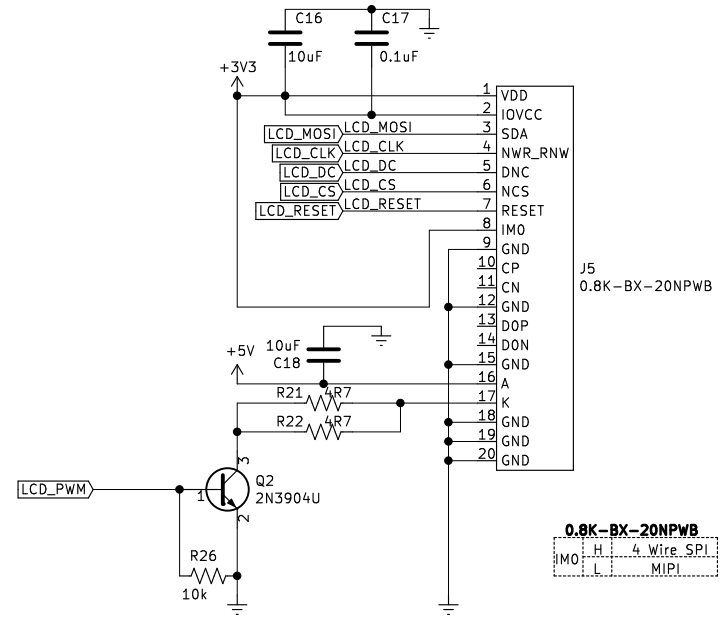 C16
C17
10uF
0.1uF
+3V3
1 VDD
2 IOVCC
LCD_MOSI LCD_MOSI 3 SDA
LCD_CLK LCD_CLK 4 NWR_RNW
LCD_DC LCD_DC 5 DNC
LCD_CS LCD_CS 6 NCS
LCD_RESET LCD_RESET 7 RESET
8 IM0
9 GND
10 CP
11 CN
12 GND
13 D0P
14 D0N
15 GND
16 A
17 K
18 GND
19 GND
20 GND
J5
0.8K-BX-20NPWB
10uF
C18
+5V
R21 4R7
R22 4R7
3
Q2
2N3904U
LCD_PWM
1
2
R26
10k
0.8K-BX-20NPWB
IM0 H 4 Wire SPI
L MIPI